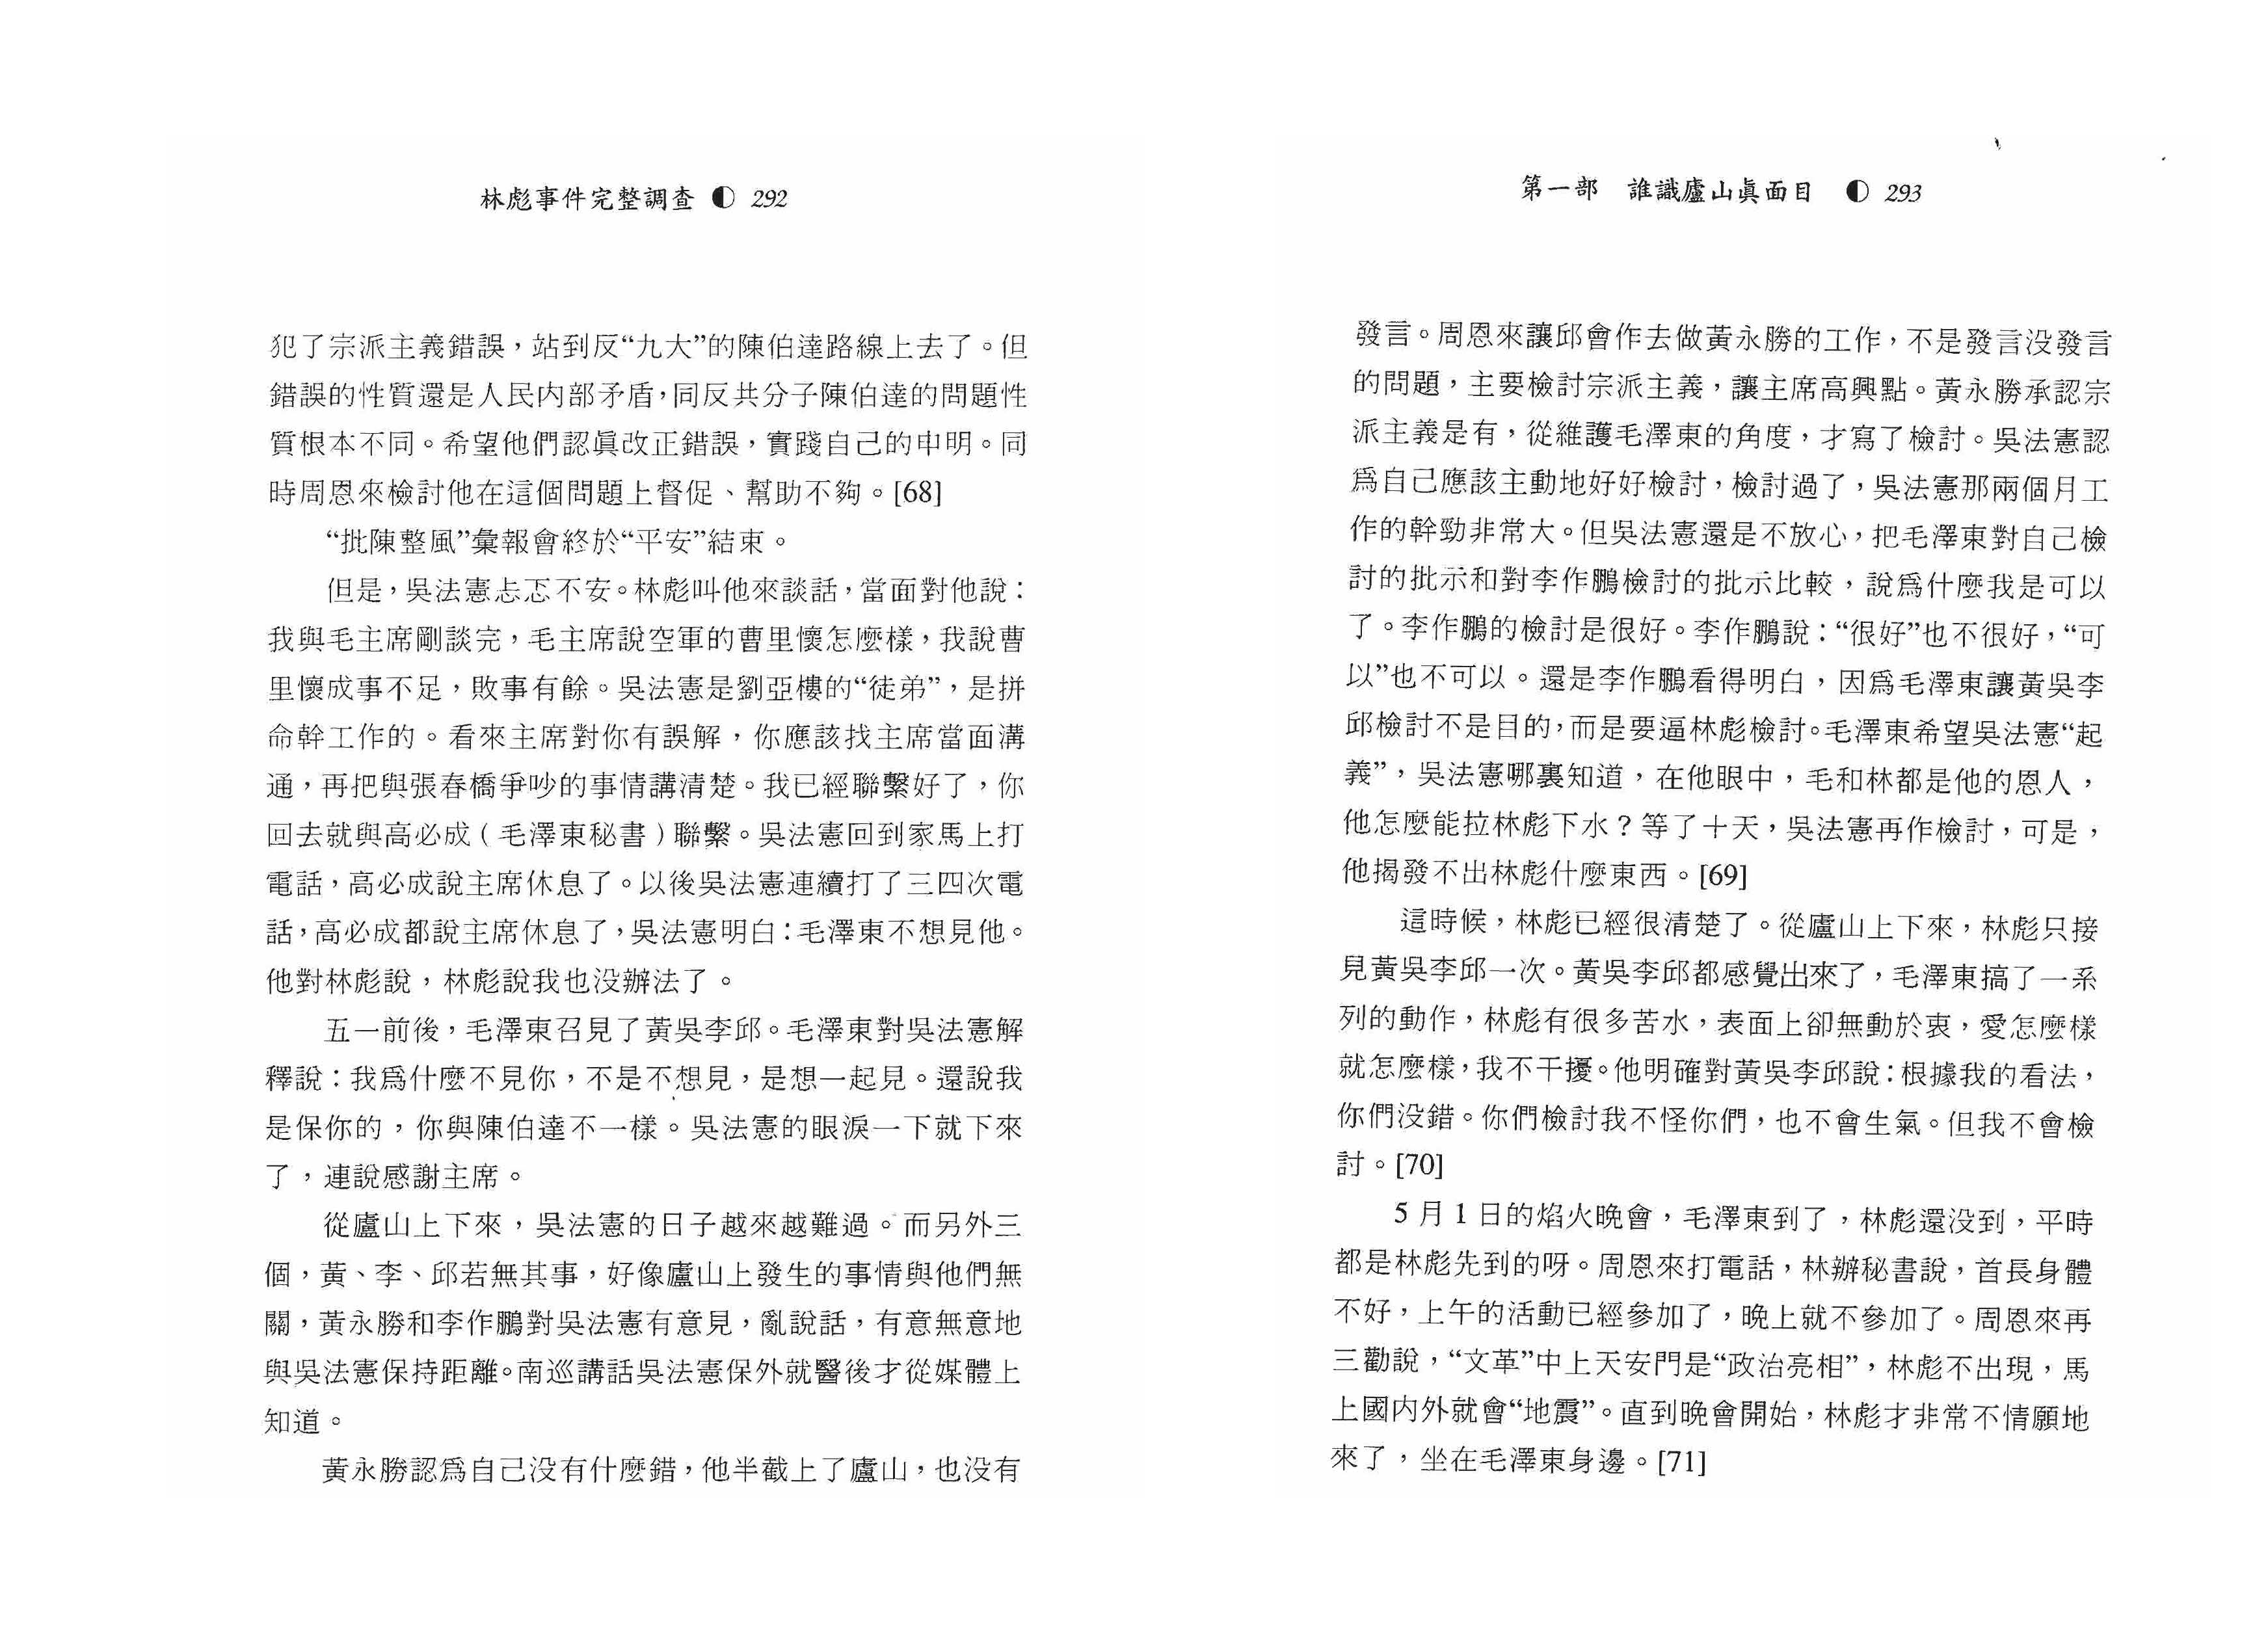 林彪事件完整調查 ◐ 292
犯了宗派主義錯誤，站到反“九大”的陳伯達路線上去了。但
錯誤的性質還是人民内部矛盾，同反共分子陳伯達的問題性
質根本不同。希望他們認眞改正錯誤，實踐自己的申明。同
時周恩來檢討他在這個問題上督促、幫助不夠。[68]
“批陳整風”彙報會終於“平安”結束。
但是，吳法憲忐忑不安。林彪叫他來談話，當面對他說：
我與毛主席剛談完，毛主席說空軍的曹里懷怎麼樣，我說曹
里懷成事不足，敗事有餘。吳法憲是劉亞樓的“徒弟”，是拼
命幹工作的。看來主席對你有誤解，你應該找主席當面溝
通，再把與張春橋爭吵的事情講清楚。我已經聯繫好了，你
回去就與高必成（毛澤東秘書）聯繫。吳法憲回到家馬上打
電話，高必成說主席休息了。以後吳法憲連續打了三四次電
話，高必成都說主席休息了，吳法憲明白：毛澤東不想見他。
他對林彪說，林彪說我也没辦法了。
五一前後，毛澤東召見了黃吳李邱。毛澤東對吳法憲解
釋說：我爲什麼不見你，不是不想見，是想一起見。還說我
是保你的，你與陳伯達不一樣。吳法憲的眼淚一下就下來
了，連說感謝主席。
從廬山上下來，吳法憲的日子越來越難過。而另外三
個，黃、李、邱若無其事，好像廬山上發生的事情與他們無
關，黃永勝和李作鵬對吳法憲有意見，亂說話，有意無意地
與吳法憲保持距離。南巡講話吳法憲保外就醫後才從媒體上
知道。
黃永勝認爲自己没有什麼錯，他半截上了廬山，也没有
第一部　誰識廬山眞面目 ◐ 293
發言。周恩來讓邱會作去做黃永勝的工作，不是發言没發言
的問題，主要檢討宗派主義，讓主席高興點。黃永勝承認宗
派主義是有，從維護毛澤東的角度，才寫了檢討。吳法憲認
爲自己應該主動地好好檢討，檢討過了，吳法憲那兩個月工
作的幹勁非常大。但吳法憲還是不放心，把毛澤東對自己檢
討的批示和對李作鵬檢討的批示比較，說爲什麼我是可以
了。李作鵬的檢討是很好。李作鵬說：“很好”也不很好，“可
以”也不可以。還是李作鵬看得明白，因爲毛澤東讓黃吳李
邱檢討不是目的，而是要逼林彪檢討。毛澤東希望吳法憲“起
義”，吳法憲哪裏知道，在他眼中，毛和林都是他的恩人，
他怎麼能拉林彪下水？等了十天，吳法憲再作檢討，可是，
他揭發不出林彪什麼東西。[69]
這時候，林彪已經很清楚了。從廬山上下來，林彪只接
見黃吳李邱一次。黃吳李邱都感覺出來了，毛澤東搞了一系
列的動作，林彪有很多苦水，表面上卻無動於衷，愛怎麼樣
就怎麼樣，我不干擾。他明確對黃吳李邱說：根據我的看法，
你們没錯。你們檢討我不怪你們，也不會生氣。但我不會檢
討。[70]
5 月 1 日的焰火晚會，毛澤東到了，林彪還没到，平時
都是林彪先到的呀。周恩來打電話，林辦秘書說，首長身體
不好，上午的活動已經參加了，晚上就不參加了。周恩來再
三勸說，“文革”中上天安門是“政治亮相”，林彪不出現，馬
上國内外就會“地震”。直到晚會開始，林彪才非常不情願地
來了，坐在毛澤東身邊。[71]